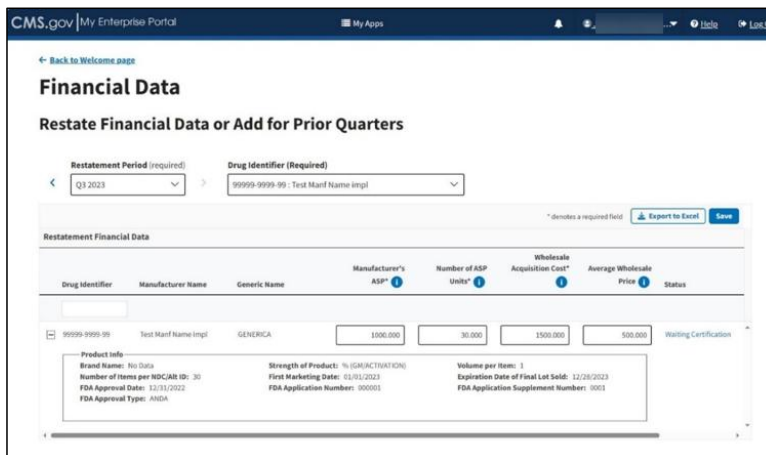 CMS.gov My Enterprise Portal
My Apps
Help
← Back to Welcome page
Financial Data
Restate Financial Data or Add for Prior Quarters
Restatement Period (required)
Drug Identifier (Required)
Q3 2023
99999-9999-99 : Test Manf Name impl
* denotes a required field
Export to Excel
Save
Restatement Financial Data
Drug Identifier
Manufacturer Name
Generic Name
Manufacturer's ASP*
Number of ASP Units*
Wholesale Acquisition Cost*
Average Wholesale Price
Status
99999-9999-99 Test Manf Name impl GENERICA 1000.000 30.000 1500.000 500.000 Waiting Certification
Product Info
Brand Name: No Data Strength of Product: % (GM/ACTIVATION) Volume per Item: 1
Number of Items per NDC/Alt ID: 30 First Marketing Date: 01/01/2023 Expiration Date of Final Lot Sold: 12/28/2023
FDA Approval Date: 12/31/2022 FDA Application Number: 000001 FDA Application Supplement Number: 0001
FDA Approval Type: ANDA